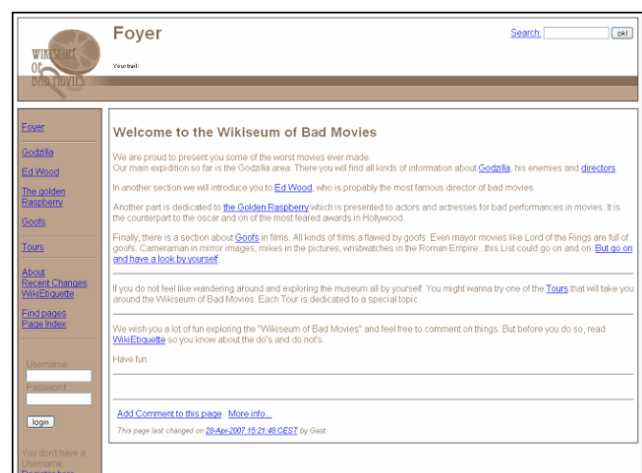 Foyer
Search: ok!
WIKISEUM
OF
BAD MOVIES
Your trail:
Foyer
Godzilla
Ed Wood
The golden
Raspberry
Goofs
Tours
About
Recent Changes
WikiEtiquette
Find pages
Page Index
Username:
Password:
login
You don't have a
Username
Register here
Welcome to the Wikiseum of Bad Movies
We are proud to present you some of the worst movies ever made.
Our main expidition so far is the Godzilla area. There you will find all kinds of information about Godzilla, his enemies and directors.
In another section we will introduce you to Ed Wood, who is propably the most famous director of bad movies.
Another part is dedicated to the Golden Raspberry which is presented to actors and actresses for bad performances in movies. It is
the counterpart to the oscar and on of the most feared awards in Hollywood.
Finally, there is a section about Goofs in films. All kinds of films a flawed by goofs. Even mayor movies like Lord of the Rings are full of
goofs. Cameraman in mirror images, mikes in the pictures, wristwatches in the Roman Empire...this List could go on and on. But go on
and have a look by yourself
If you do not feel like wandering around and exploring the museum all by yourself. You might wanna try one of the Tours that will take you
around the Wikiseum of Bad Movies. Each Tour is dedicated to a special topic.
We wish you a lot of fun exploring the "Wikiseum of Bad Movies" and feel free to comment on things. But before you do so, read
WikiEtiquette so you know about the do's and do not's.
Have fun.
Add Comment to this page More info...
This page last changed on 28-Apr-2007 15:21:48 CEST by Gast.